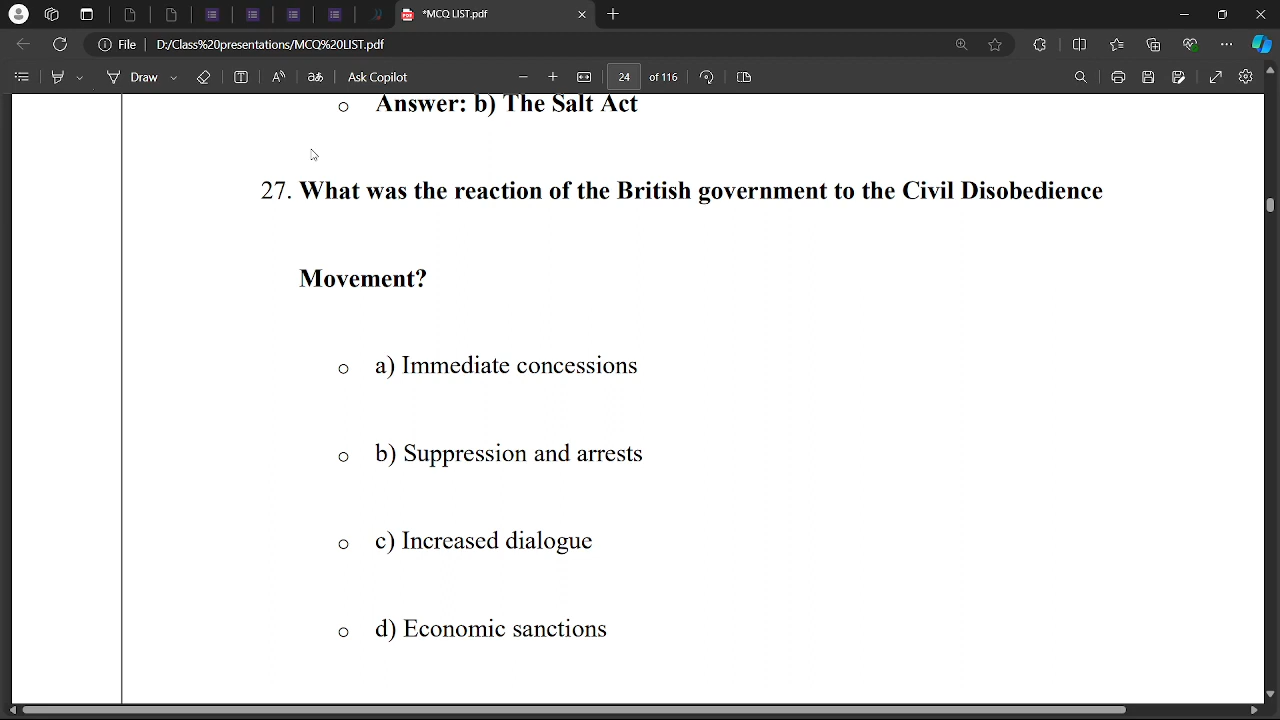 *MCQ LIST.pdf
File D:/Class%20presentations/MCQ%20LIST.pdf
Draw Ask Copilot 24 of 116
Answer: b) The Salt Act
27. What was the reaction of the British government to the Civil Disobedience
Movement?
a) Immediate concessions
b) Suppression and arrests
c) Increased dialogue
d) Economic sanctions